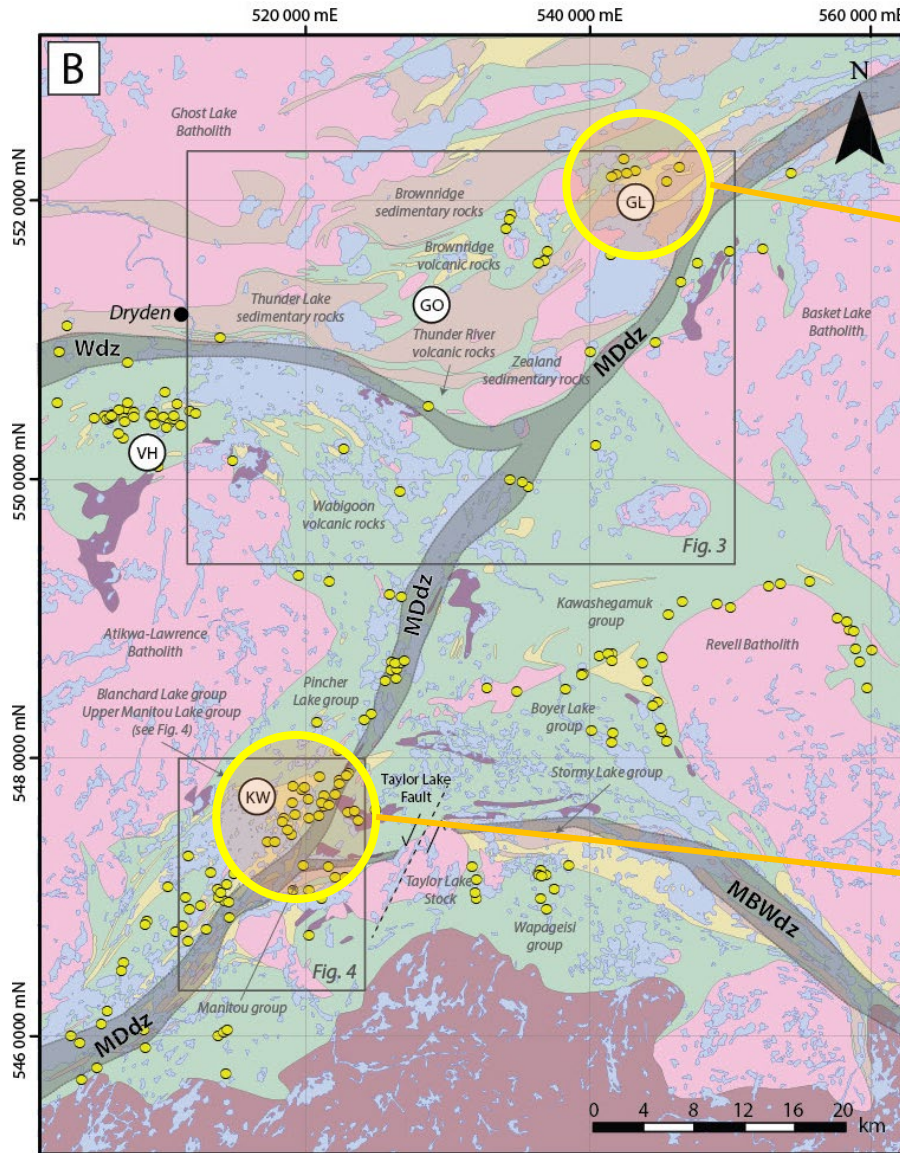 520 000 mE
540 000 mE
560 000 mE
B
N
Ghost Lake
Batholith
552 0000 mN
Brownridge
sedimentary rocks
GL
Brownridge
volcanic rocks
Dryden
Thunder Lake
sedimentary rocks
GO
Basket Lake
Batholith
Wdz
Thunder River
volcanic rocks
MDdz
Zealand
sedimentary rocks
VH
550 0000 mN
Wabigoon
volcanic rocks
Fig. 3
MDdz
Kawashegamuk
group
Atikwa-Lawrence
Batholith
Revell Batholith
Blanchard Lake group
Upper Manitou Lake group
(see Fig. 4)
Pincher
Lake group
Boyer Lake
group
548 0000 mN
Stormy Lake group
KW
Taylor Lake
Fault
Taylor Lake
Stock
MBWdz
Wapageisi
group
Fig. 4
Manitou group
MDdz
546 0000 mN
0 4 8 12 16 20
km